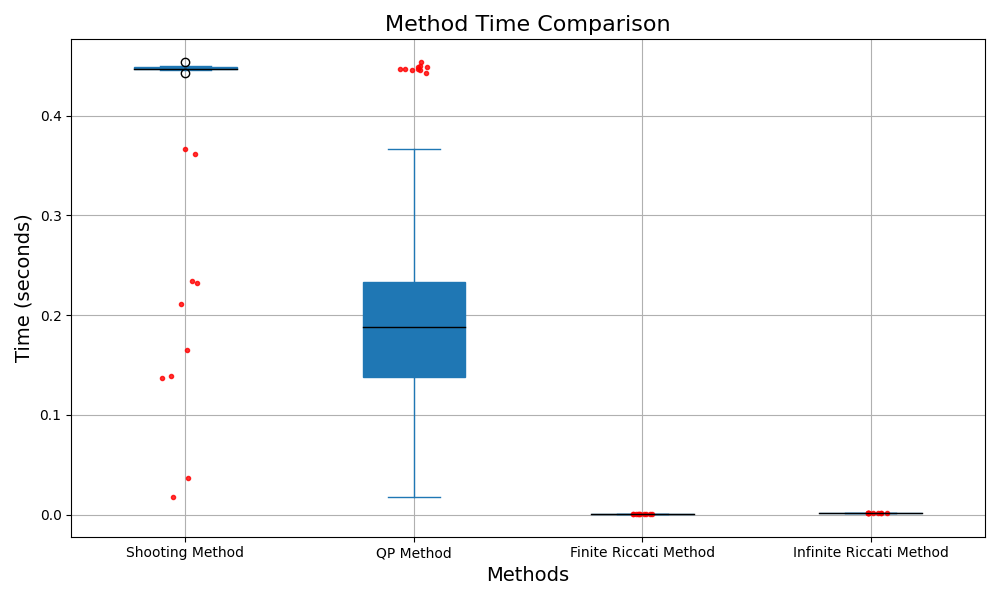 Method Time Comparison
Time (seconds)
0.4
0.3
0.2
0.1
0.0
Shooting Method
QP Method
Finite Riccati Method
Infinite Riccati Method
Methods